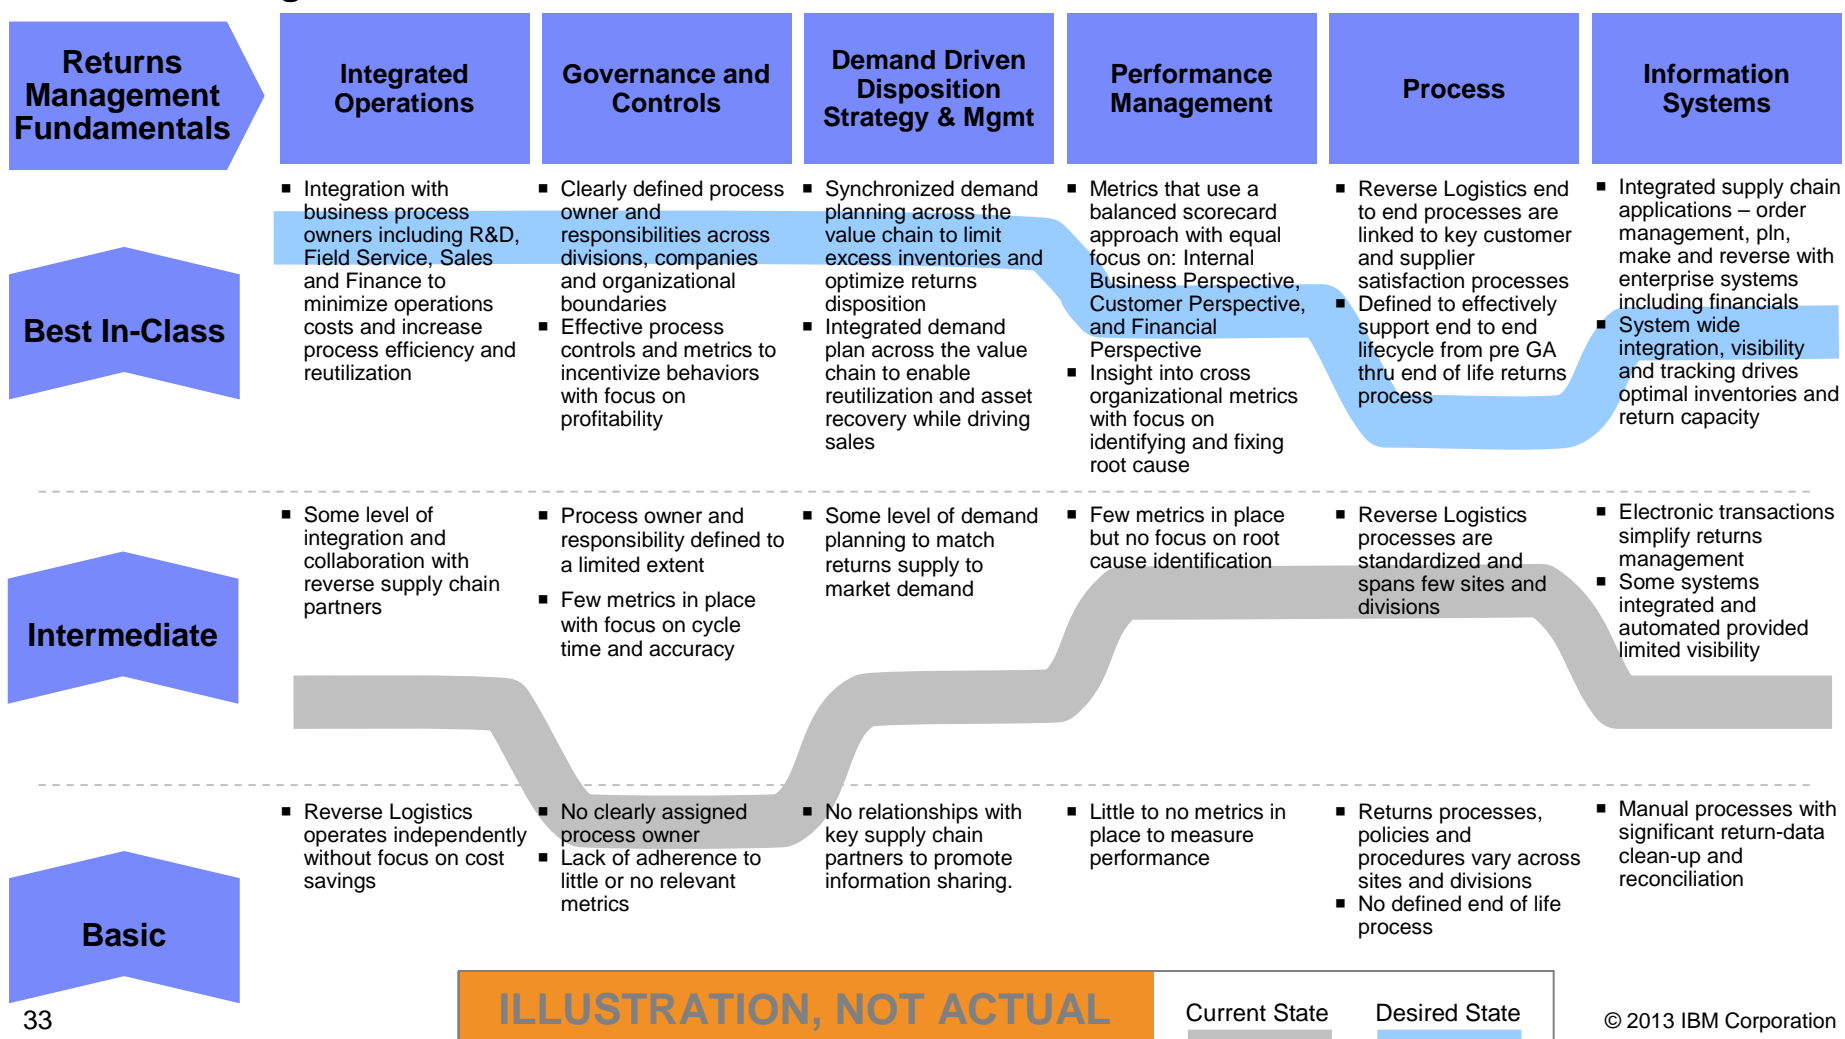 Returns
Management
Fundamentals
Integrated
Operations
Governance and
Controls
Demand Driven
Disposition
Strategy & Mgmt
Performance
Management
Process
Information
Systems
Best In-Class
▪ Integration with
business process
owners including R&D,
Field Service, Sales
and Finance to
minimize operations
costs and increase
process efficiency and
reutilization
▪ Clearly defined process
owner and
responsibilities across
divisions, companies
and organizational
boundaries
▪ Effective process
controls and metrics to
incentivize behaviors
with focus on
profitability
▪ Synchronized demand
planning across the
value chain to limit
excess inventories and
optimize returns
disposition
▪ Integrated demand
plan across the value
chain to enable
reutilization and asset
recovery while driving
sales
▪ Metrics that use a
balanced scorecard
approach with equal
focus on: Internal
Business Perspective,
Customer Perspective,
and Financial
Perspective
▪ Insight into cross
organizational metrics
with focus on
identifying and fixing
root cause
▪ Reverse Logistics end
to end processes are
linked to key customer
and supplier
satisfaction processes
▪ Defined to effectively
support end to end
lifecycle from pre GA
thru end of life returns
process
▪ Integrated supply chain
applications – order
management, pln,
make and reverse with
enterprise systems
including financials
▪ System wide
integration, visibility
and tracking drives
optimal inventories and
return capacity
Intermediate
▪ Some level of
integration and
collaboration with
reverse supply chain
partners
▪ Process owner and
responsibility defined to
a limited extent
▪ Few metrics in place
with focus on cycle
time and accuracy
▪ Some level of demand
planning to match
returns supply to
market demand
▪ Few metrics in place
but no focus on root
cause identification
▪ Reverse Logistics
processes are
standardized and
spans few sites and
divisions
▪ Electronic transactions
simplify returns
management
▪ Some systems
integrated and
automated provided
limited visibility
Basic
▪ Reverse Logistics
operates independently
without focus on cost
savings
▪ No clearly assigned
process owner
▪ Lack of adherence to
little or no relevant
metrics
▪ No relationships with
key supply chain
partners to promote
information sharing.
▪ Little to no metrics in
place to measure
performance
▪ Returns processes,
policies and
procedures vary across
sites and divisions
▪ No defined end of life
process
▪ Manual processes with
significant return-data
clean-up and
reconciliation
ILLUSTRATION, NOT ACTUAL
Current State
Desired State
33
© 2013 IBM Corporation